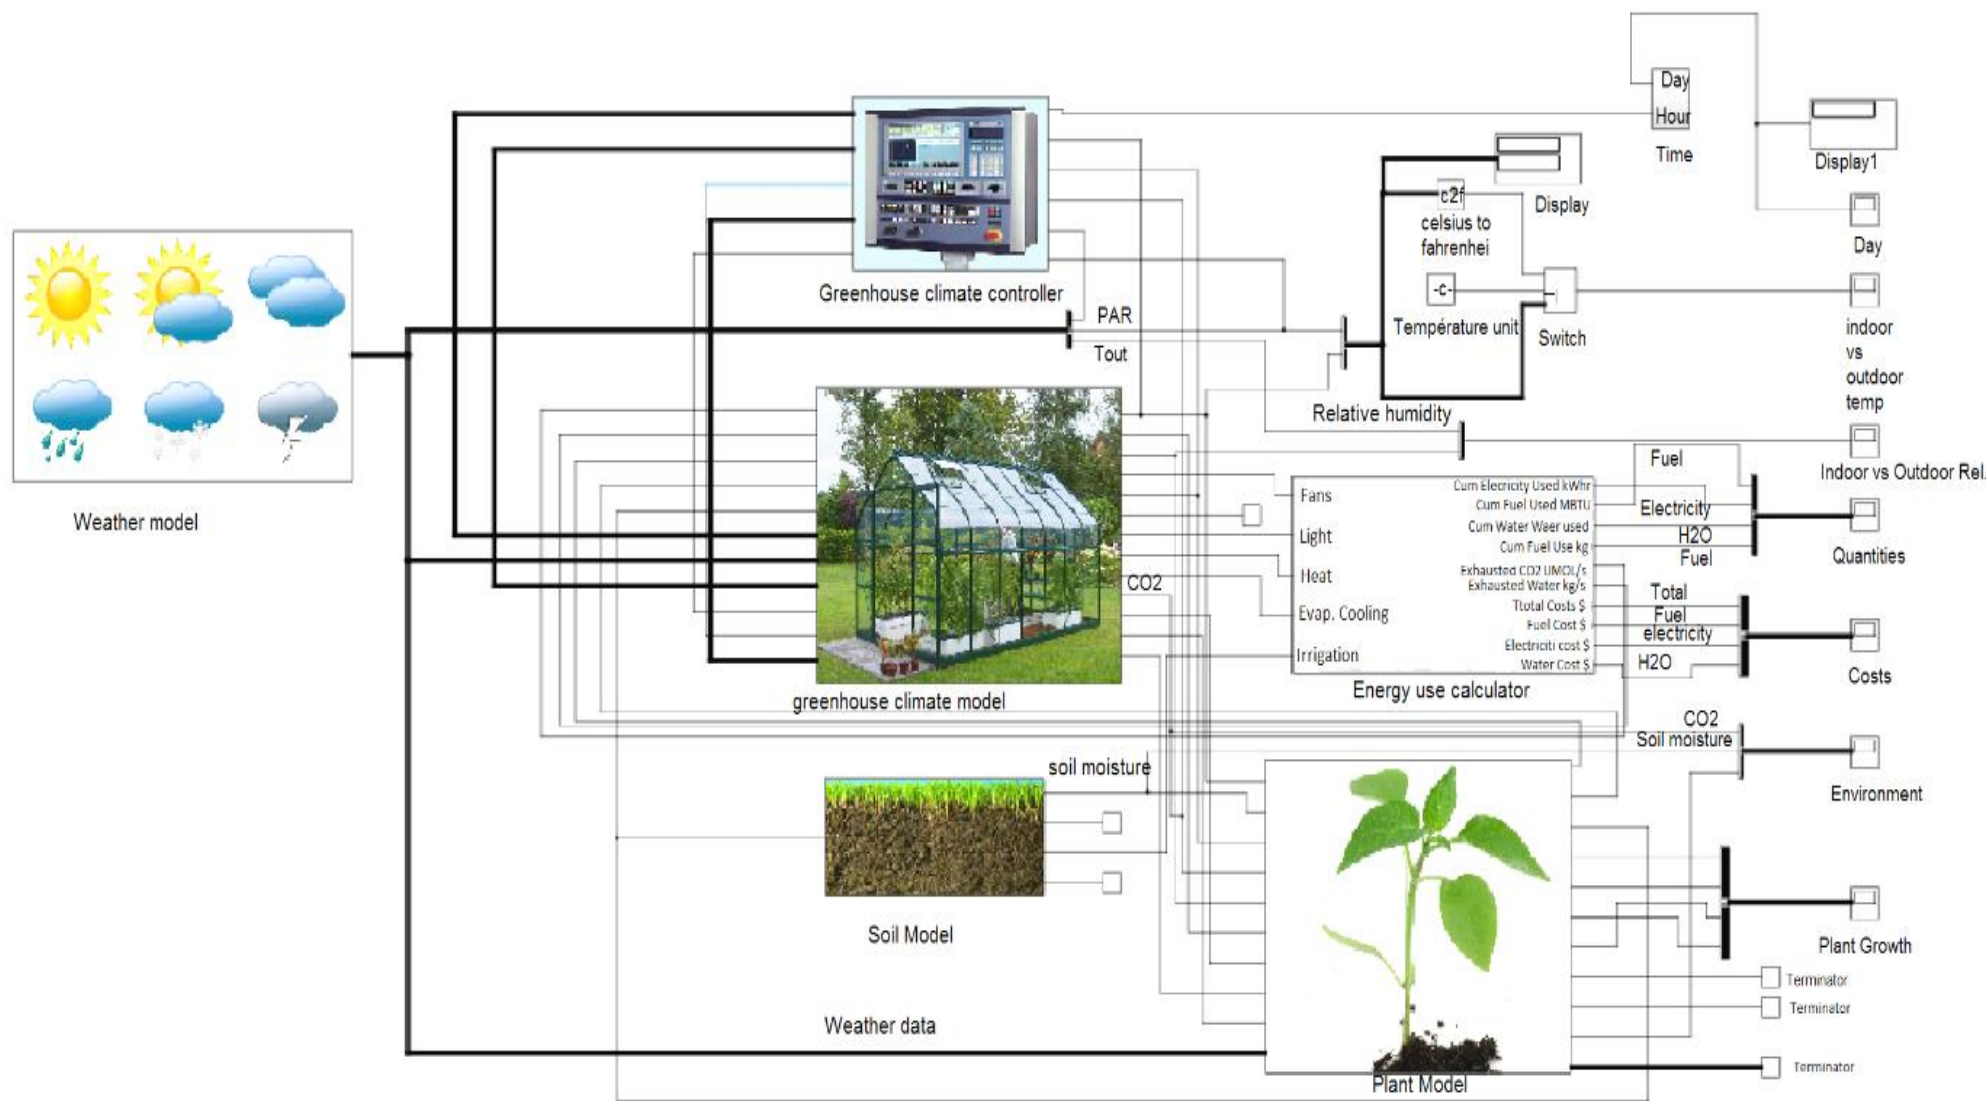 Day
Hour
Time
Display1
Display
c2f
celsius to
fahrenhei
Day
-c-
Température unit
Switch
indoor
vs
outdoor
temp
Greenhouse climate controller
PAR
Tout
Relative humidity
Indoor vs Outdoor Rel.
Weather model
greenhouse climate model
CO2
Fans
Light
Heat
Evap. Cooling
Irrigation
Cum Elecricity Used kWhr
Cum Fuel Used MBTU
Cum Water Waer used
Cum Fuel Use kg
Exhausted CO2 UMOL/s
Exhausted Water kg/s
Ttotal Costs $
Fuel Cost $
Electriciti cost $
Water Cost $
Energy use calculator
Fuel
Electricity
H2O
Fuel
Quantities
Total
Fuel
electricity
H2O
Costs
CO2
Soil moisture
Environment
soil moisture
Soil Model
Plant Growth
Terminator
Terminator
Terminator
Weather data
Plant Model